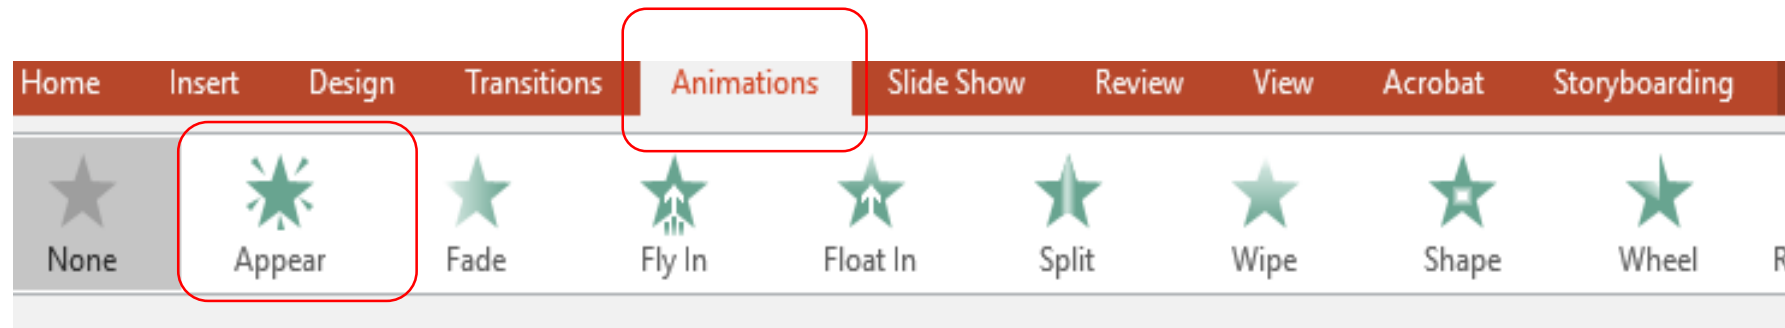 Home Insert Design Transitions Animations Slide Show Review View Acrobat Storyboarding
None Appear Fade Fly In Float In Split Wipe Shape Wheel